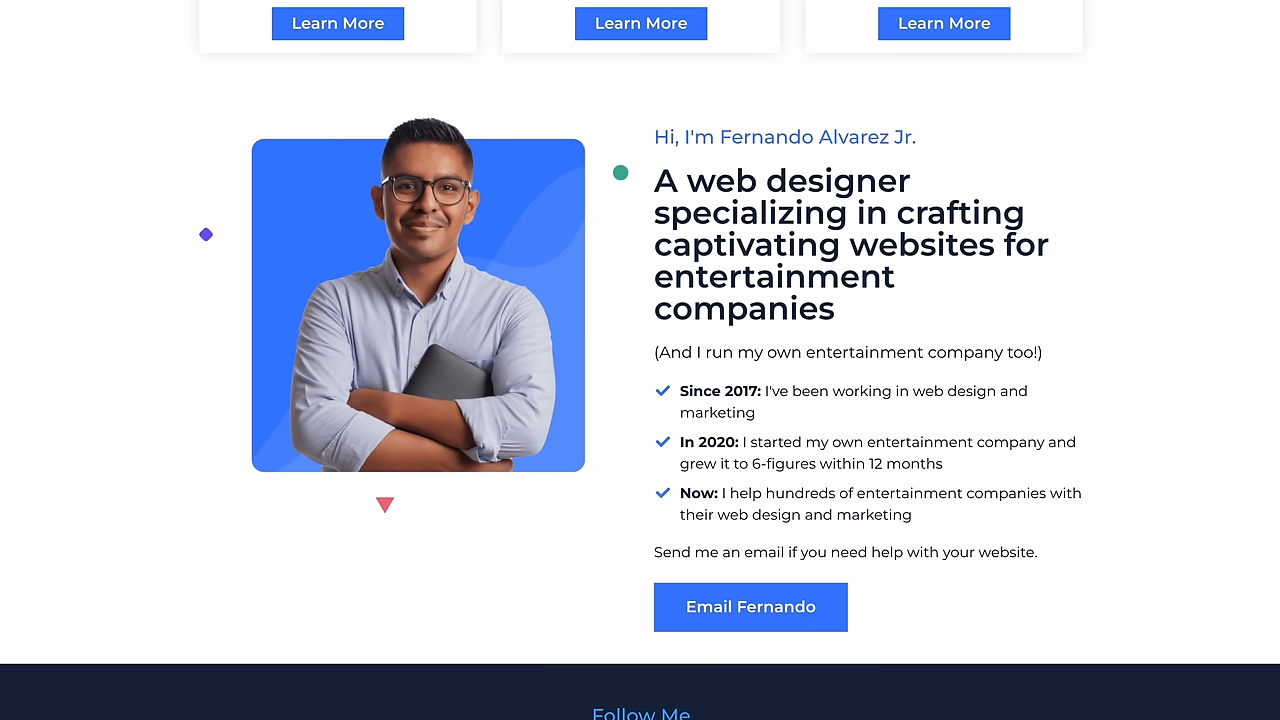 Learn More
Learn More
Learn More
Hi, I'm Fernando Alvarez Jr.
A web designer
specializing in crafting
captivating websites for
entertainment
companies
(And I run my own entertainment company too!)
Since 2017: I've been working in web design and
marketing
In 2020: I started my own entertainment company and
grew it to 6-figures within 12 months
Now: I help hundreds of entertainment companies with
their web design and marketing
Send me an email if you need help with your website.
Email Fernando
Follow Me